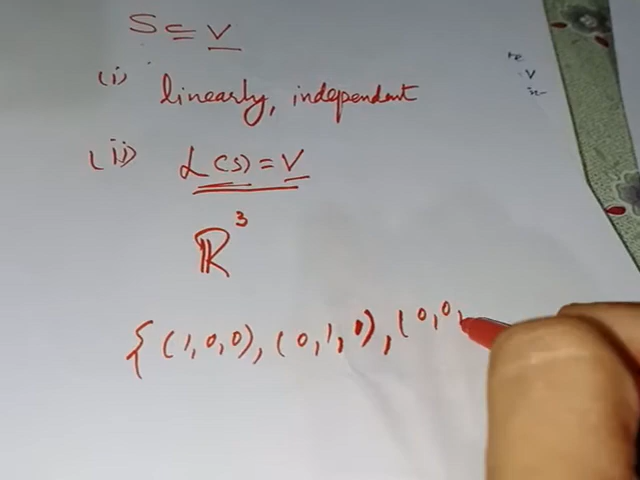 S ⊆ V
(i) linearly, independent
(ii) L(S) = V
ℝ³
{ (1,0,0), (0,1,0), (0,0,